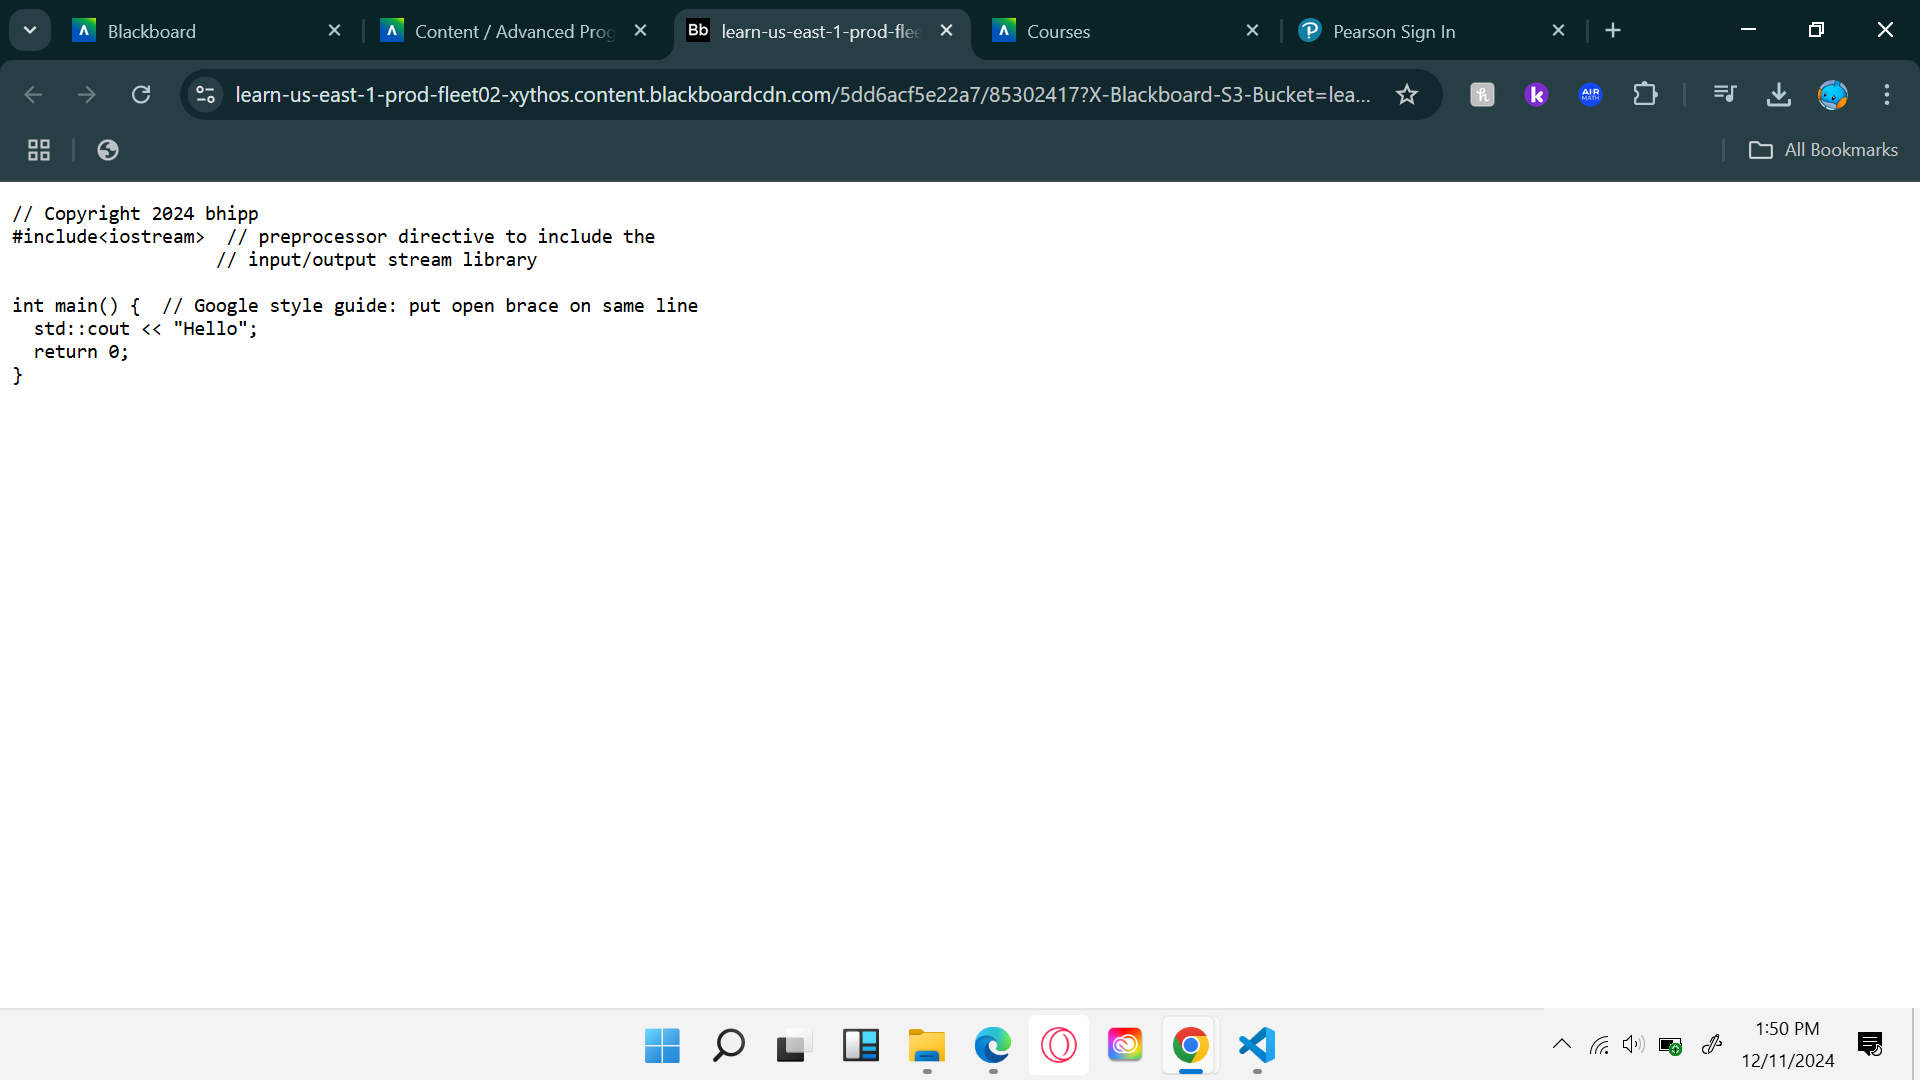 Blackboard
Content / Advanced Prog
Bb learn-us-east-1-prod-flee
Courses
Pearson Sign In
learn-us-east-1-prod-fleet02-xythos.content.blackboardcdn.com/5dd6acf5e22a7/85302417?X-Blackboard-S3-Bucket=lea...
h
k
AIR
MATH
All Bookmarks
// Copyright 2024 bhipp
#include<iostream>  // preprocessor directive to include the
                   // input/output stream library
int main() {  // Google style guide: put open brace on same line
  std::cout << "Hello";
  return 0;
}
1:50 PM
12/11/2024